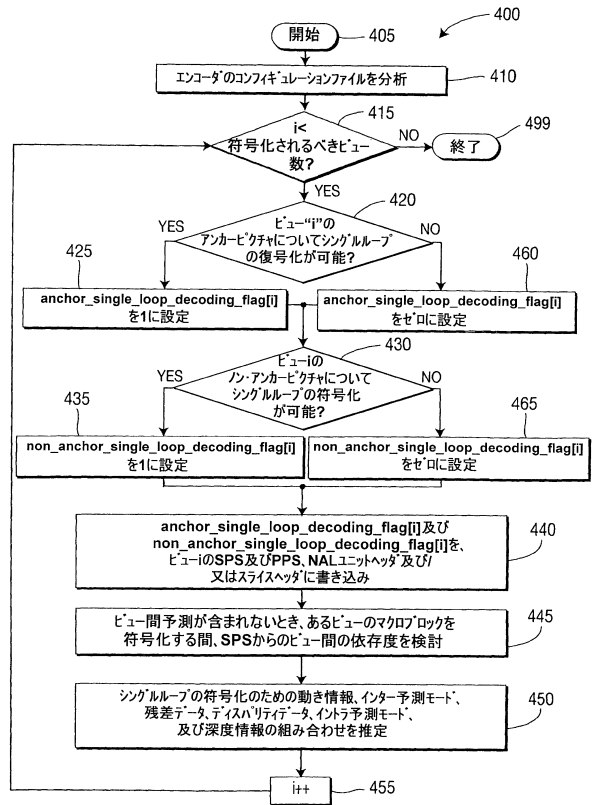 400
開始
405
エンコーダのコンフィギュレーションファイルを分析
410
415
i<
符号化されるべきビュー
数?
NO
499
終了
YES
420
ビュー“i”の
アンカーピクチャについてシングルループ
の復号化が可能?
YES
NO
425
460
anchor_single_loop_decoding_flag[i]
を1に設定
anchor_single_loop_decoding_flag[i]
をゼロに設定
430
ビューiの
ノン・アンカーピクチャについて
シングルループの符号化
が可能?
YES
NO
435
465
non_anchor_single_loop_decoding_flag[i]
を1に設定
non_anchor_single_loop_decoding_flag[i]
をゼロに設定
anchor_single_loop_decoding_flag[i]及び
non_anchor_single_loop_decoding_flag[i]を、
ビューiのSPS及びPPS、NALユニットヘッダ及び/
又はスライスヘッダに書き込み
440
ビュー間予測が含まれないとき、あるビューのマクロブロックを
符号化する間、SPSからのビュー間の依存度を検討
445
シングルループの符号化のための動き情報、インター予測モード、
残差データ、ディスパリティデータ、イントラ予測モード、
及び深度情報の組み合わせを推定
450
i++
455